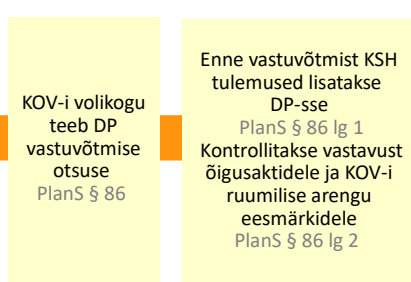 KOV-i volikogu
teeb DP
vastuvõtmise
otsuse
PlanS § 86
Enne vastuvõtmist KSH
tulemused lisatakse
DP-sse
PlanS § 86 lg 1
Kontrollitakse vastavust
õigusaktidele ja KOV-i
ruumilise arengu
eesmärkidele
PlanS § 86 lg 2